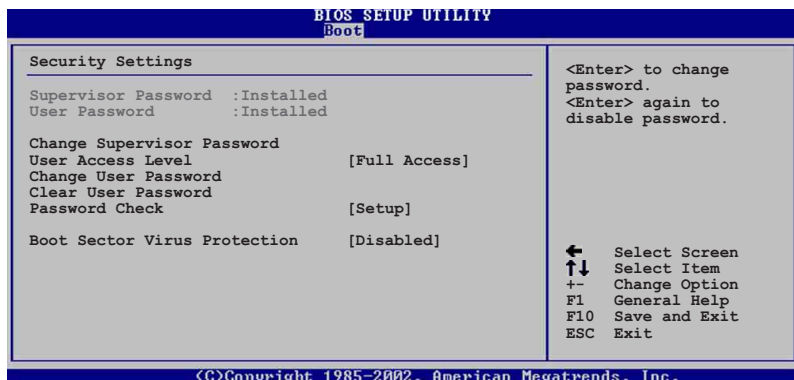 BIOS SETUP UTILITY
Boot
Security Settings
Supervisor Password :Installed
User Password :Installed
Change Supervisor Password
User Access Level [Full Access]
Change User Password
Clear User Password
Password Check [Setup]
Boot Sector Virus Protection [Disabled]
<Enter> to change
password.
<Enter> again to
disable password.
← Select Screen
↑↓ Select Item
+- Change Option
F1 General Help
F10 Save and Exit
ESC Exit
(C)Copyright 1985-2002, American Megatrends, Inc.